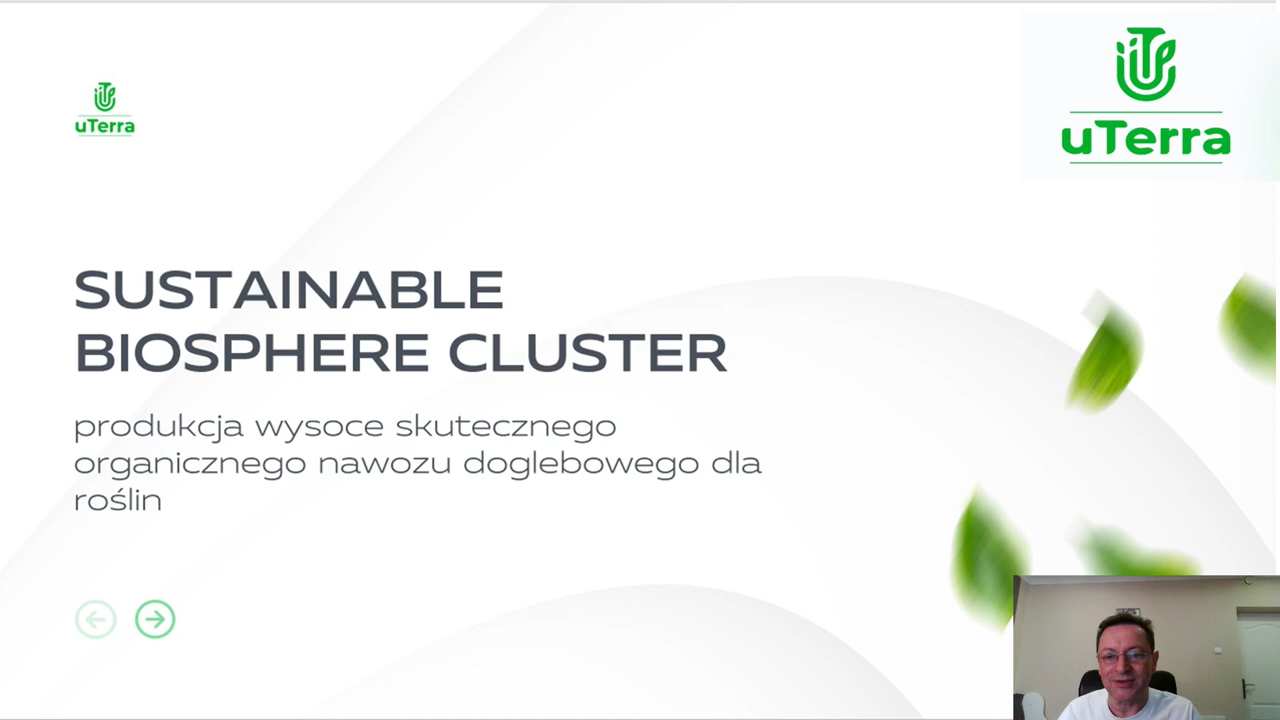 uTerra
uTerra
SUSTAINABLE
BIOSPHERE CLUSTER
produkcja wysoce skutecznego
organicznego nawozu doglebowego dla
roślin